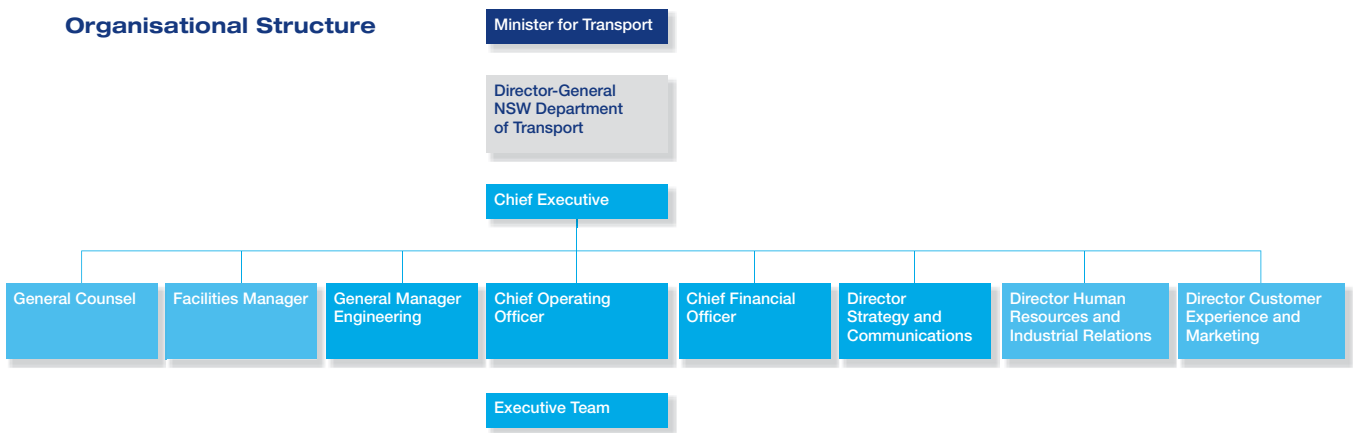 Organisational Structure
Minister for Transport
Director-General
NSW Department
of Transport
Chief Executive
General Counsel
Facilities Manager
General Manager
Engineering
Chief Operating
Officer
Chief Financial
Officer
Director
Strategy and
Communications
Director Human
Resources and
Industrial Relations
Director Customer
Experience and
Marketing
Executive Team